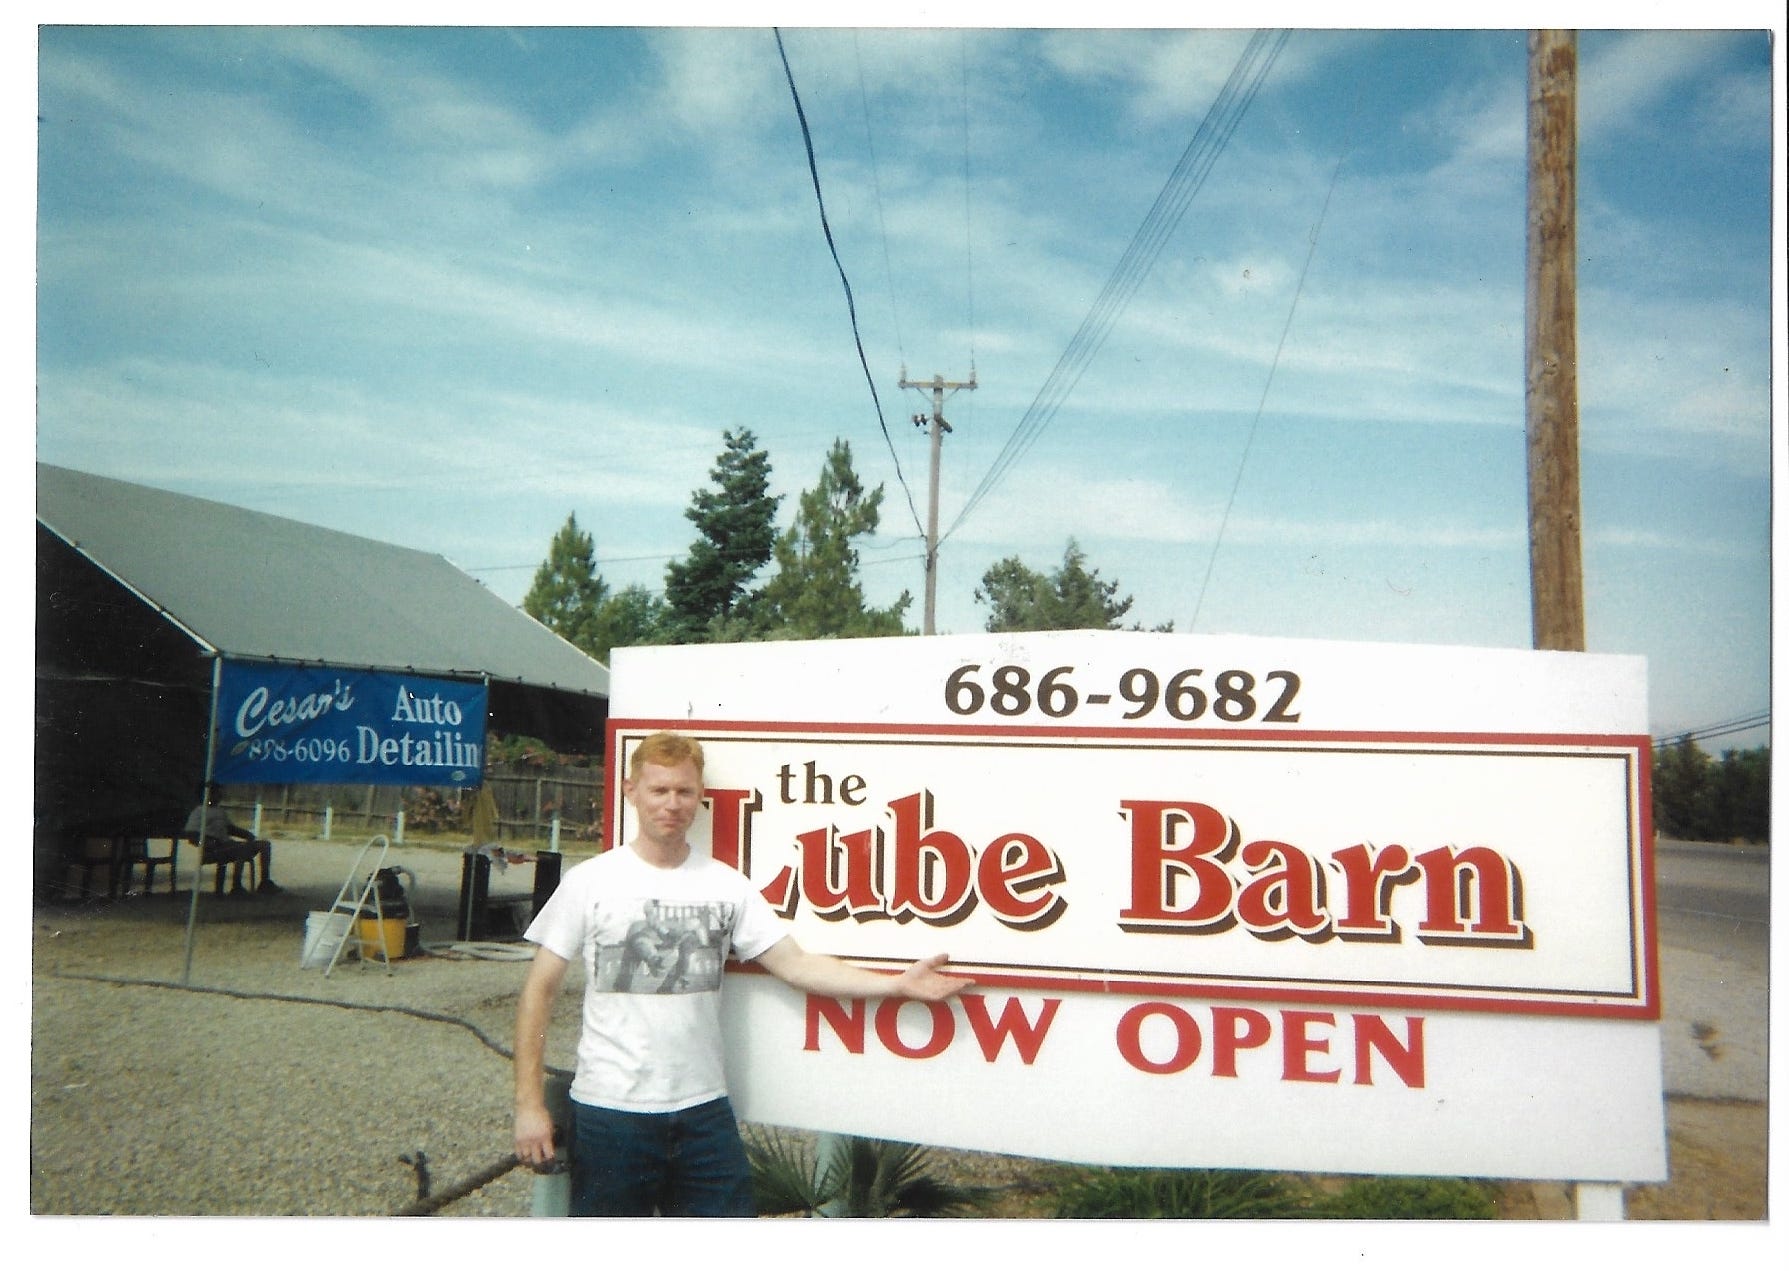 Cesar's Auto
898-6096 Detailin
686-9682
the
Lube Barn
NOW OPEN